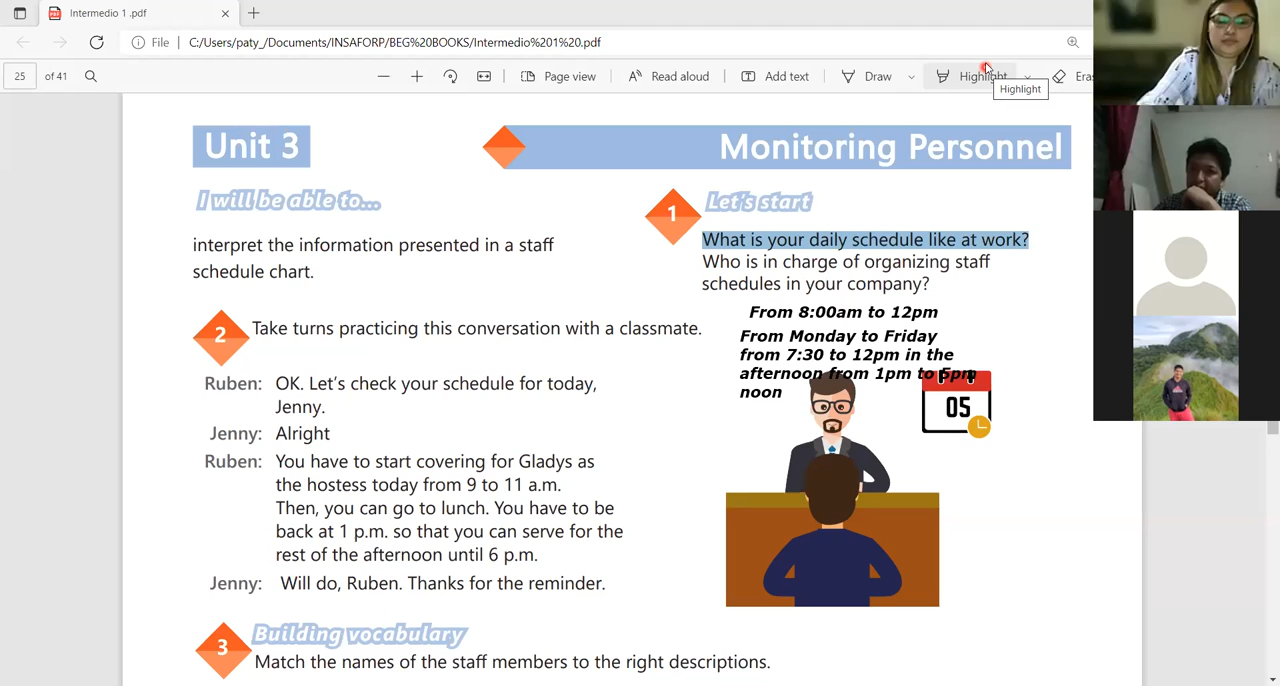 Intermedio 1 .pdf
File
C:/Users/paty_/Documents/INSAFORP/BEG%20BOOKS/Intermedio%201%20.pdf
25 of 41
Page view
Read aloud
Add text
Draw
Highlight
Eras
Highlight
Unit 3
Monitoring Personnel
I will be able to...
interpret the information presented in a staff
schedule chart.
1
Let's start
What is your daily schedule like at work?
Who is in charge of organizing staff
schedules in your company?
From 8:00am to 12pm
From Monday to Friday
from 7:30 to 12pm in the
afternoon from 1pm to 5pm
noon
05
2
Take turns practicing this conversation with a classmate.
Ruben: OK. Let's check your schedule for today,
Jenny.
Jenny: Alright
Ruben: You have to start covering for Gladys as
the hostess today from 9 to 11 a.m.
Then, you can go to lunch. You have to be
back at 1 p.m. so that you can serve for the
rest of the afternoon until 6 p.m.
Jenny: Will do, Ruben. Thanks for the reminder.
3
Building vocabulary
Match the names of the staff members to the right descriptions.